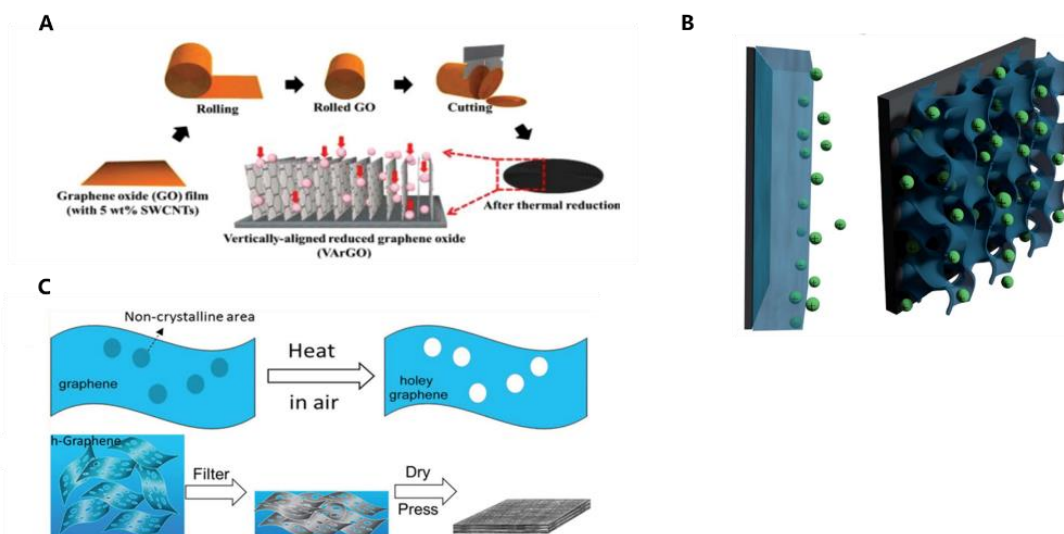 A
Rolling
Rolled GO
Cutting
Graphene oxide (GO) film
(with 5 wt% SWCNTs)
After thermal reduction
Vertically-aligned reduced graphene oxide
(VArGO)
B
C
Non-crystalline area
graphene
Heat
in air
holey
graphene
h-Graphene
Filter
Dry
Press